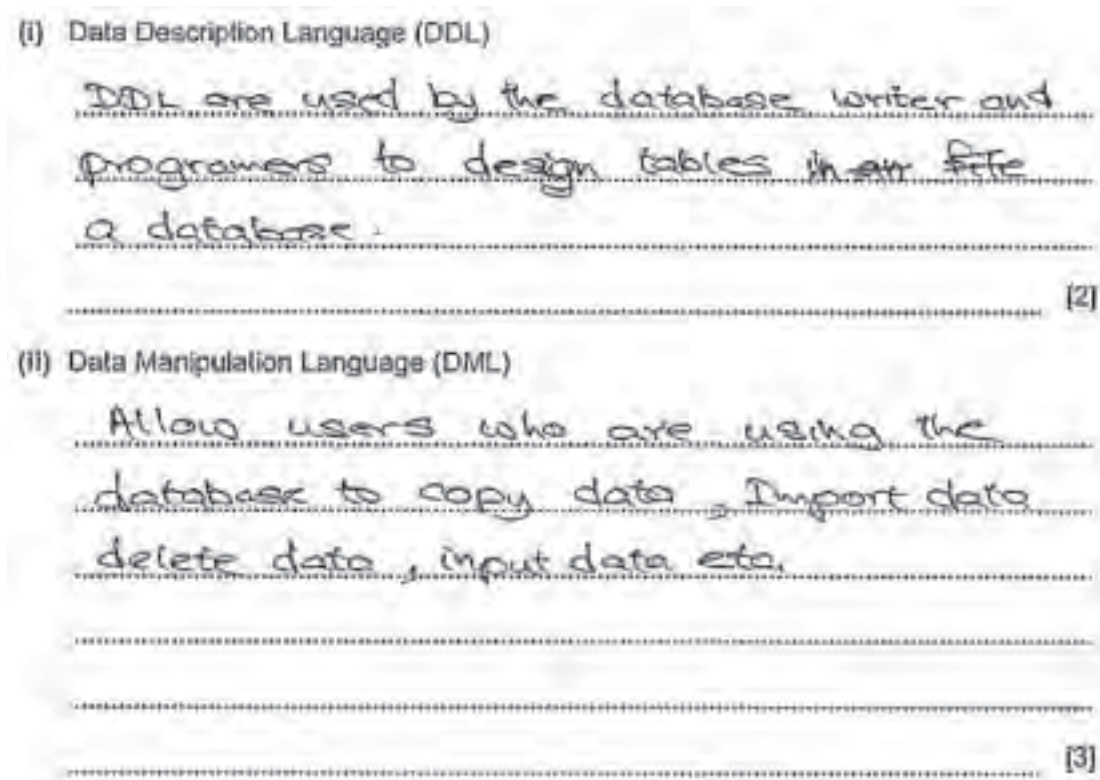 (i) Data Description Language (DDL)
DDL are used by the database writer and
programers to design tables in an file
a database.
[2]
(ii) Data Manipulation Language (DML)
Allow users who are using the
database to copy data, Import data
delete data, input data etc.
[3]